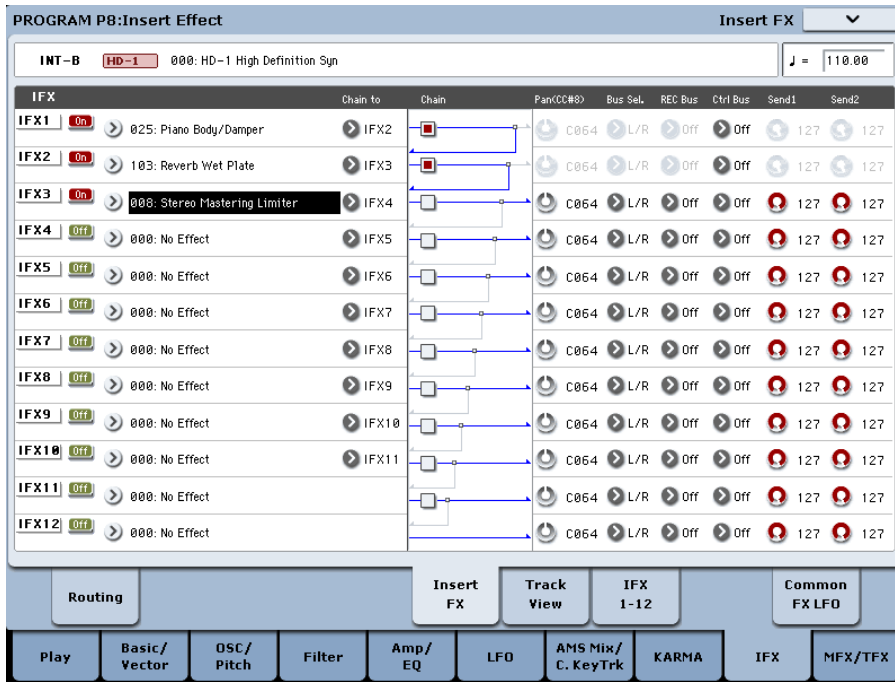 PROGRAM P8:Insert Effect Insert FX
INT-B HD-1 000: HD-1 High Definition Syn ♩ = 110.00
IFX Chain to Chain Pan(CC#8) Bus Sel. REC Bus Ctrl Bus Send1 Send2
IFX1 On 025: Piano Body/Damper IFX2 C064 L/R Off Off 127 127
IFX2 On 103: Reverb Wet Plate IFX3 C064 L/R Off Off 127 127
IFX3 On 008: Stereo Mastering Limiter IFX4 C064 L/R Off Off 127 127
IFX4 Off 000: No Effect IFX5 C064 L/R Off Off 127 127
IFX5 Off 000: No Effect IFX6 C064 L/R Off Off 127 127
IFX6 Off 000: No Effect IFX7 C064 L/R Off Off 127 127
IFX7 Off 000: No Effect IFX8 C064 L/R Off Off 127 127
IFX8 Off 000: No Effect IFX9 C064 L/R Off Off 127 127
IFX9 Off 000: No Effect IFX10 C064 L/R Off Off 127 127
IFX10 Off 000: No Effect IFX11 C064 L/R Off Off 127 127
IFX11 Off 000: No Effect C064 L/R Off Off 127 127
IFX12 Off 000: No Effect C064 L/R Off Off 127 127
Routing Insert FX Track View IFX 1-12 Common FX LFO
Play Basic/Vector OSC/Pitch Filter Amp/EQ LFO AMS Mix/C. KeyTrk KARMA IFX MFX/TFX